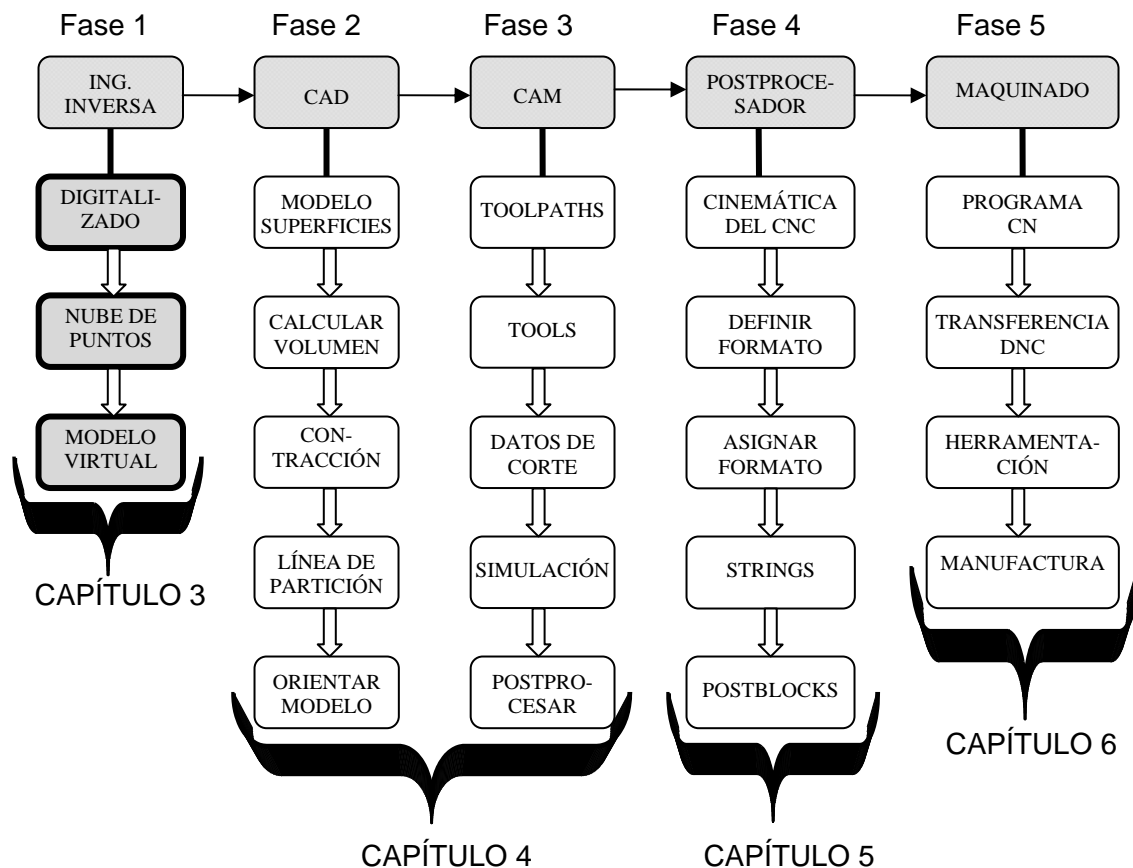 Fase 1
Fase 2
Fase 3
Fase 4
Fase 5
ING.
INVERSA
CAD
CAM
POSTPROCE-
SADOR
MAQUINADO
DIGITALI-
ZADO
NUBE DE
PUNTOS
MODELO
VIRTUAL
CAPÍTULO 3
MODELO
SUPERFICIES
CALCULAR
VOLUMEN
CON-
TRACCIÓN
LÍNEA DE
PARTICIÓN
ORIENTAR
MODELO
TOOLPATHS
TOOLS
DATOS DE
CORTE
SIMULACIÓN
POSTPRO-
CESAR
CAPÍTULO 4
CINEMÁTICA
DEL CNC
DEFINIR
FORMATO
ASIGNAR
FORMATO
STRINGS
POSTBLOCKS
CAPÍTULO 5
PROGRAMA
CN
TRANSFERENCIA
DNC
HERRAMENTA-
CIÓN
MANUFACTURA
CAPÍTULO 6